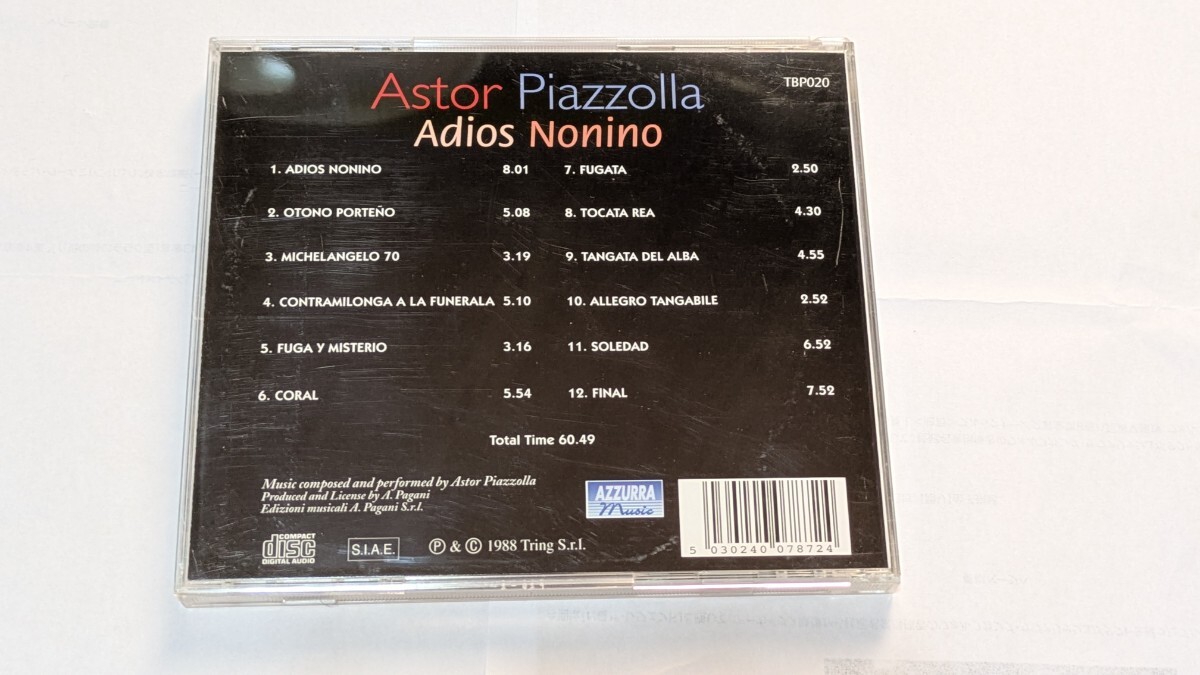 Astor Piazzolla
TBP020
Adios Nonino
1. ADIOS NONINO 8.01
2. OTONO PORTEÑO 5.08
3. MICHELANGELO 70 3.19
4. CONTRAMILONGA A LA FUNERALA 5.10
5. FUGA Y MISTERIO 3.16
6. CORAL 5.54
7. FUGATA 2.50
8. TOCATA REA 4.30
9. TANGATA DEL ALBA 4.55
10. ALLEGRO TANGABILE 2.52
11. SOLEDAD 6.52
12. FINAL 7.52
Total Time 60.49
Music composed and performed by Astor Piazzolla
Produced and License by A. Pagani
Edizioni musicali A. Pagani S.r.l.
AZZURRA
Music
COMPACT
disc
DIGITAL AUDIO
S.I.A.E.
Ⓟ & © 1988 Tring S.r.l.
5 030240 078724